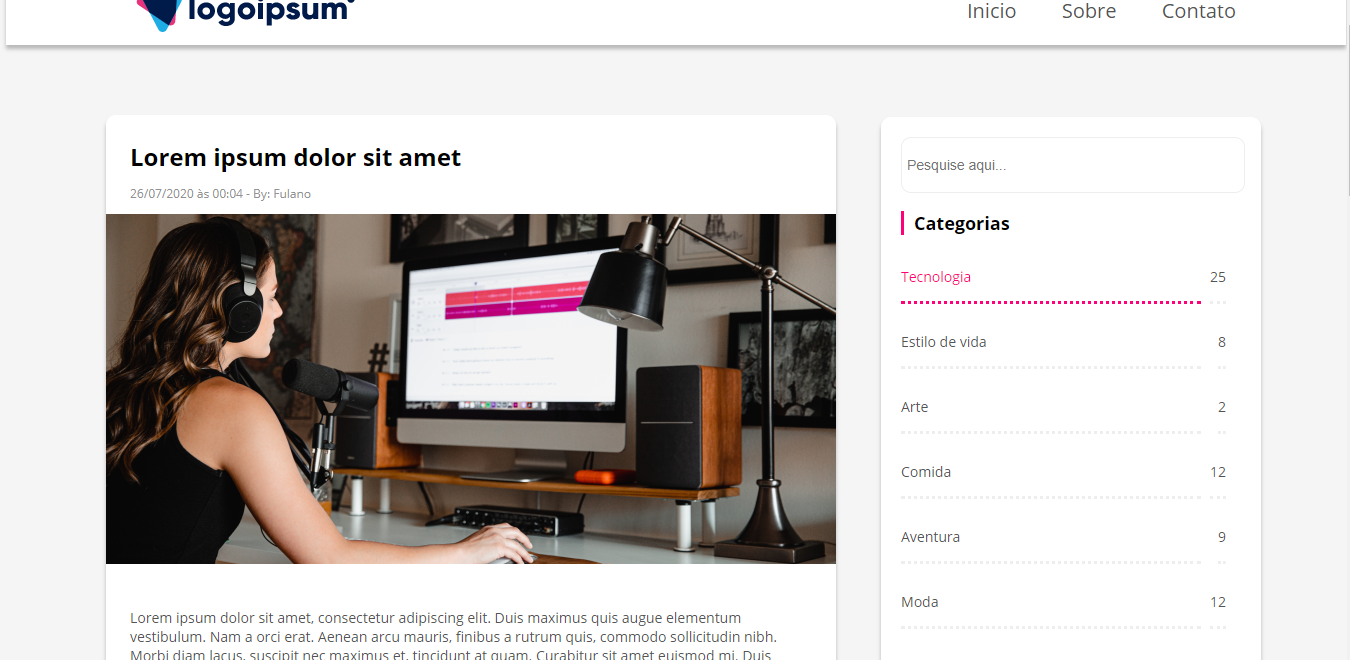 logoipsum
Inicio Sobre Contato
Lorem ipsum dolor sit amet
26/07/2020 às 00:04 - By: Fulano
Lorem ipsum dolor sit amet, consectetur adipiscing elit. Duis maximus quis augue elementum
vestibulum. Nam a orci erat. Aenean arcu mauris, finibus a rutrum quis, commodo sollicitudin nibh.
Morbi diam lacus, suscipit nec maximus et, tincidunt at quam. Curabitur sit amet euismod mi. Duis
Pesquise aqui...
Categorias
Tecnologia 25
Estilo de vida 8
Arte 2
Comida 12
Aventura 9
Moda 12